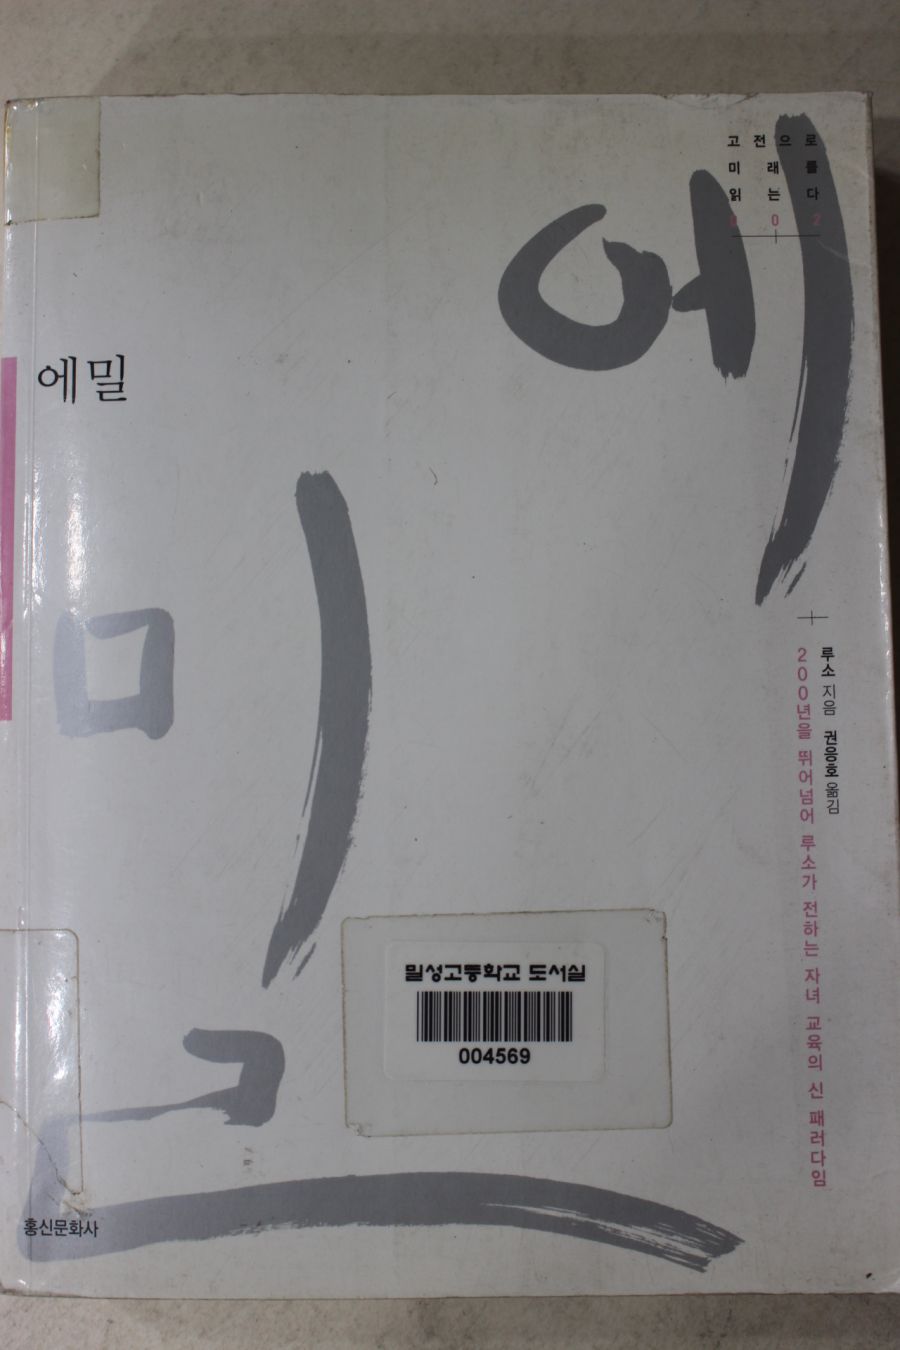 고전으로
미래를
읽는다
002
에밀
에밀
루소 지음 권응호 옮김
200년을 뛰어넘어 루소가 전하는 자녀 교육의 신 패러다임
밀성고등학교 도서실
004569
홍신문화사